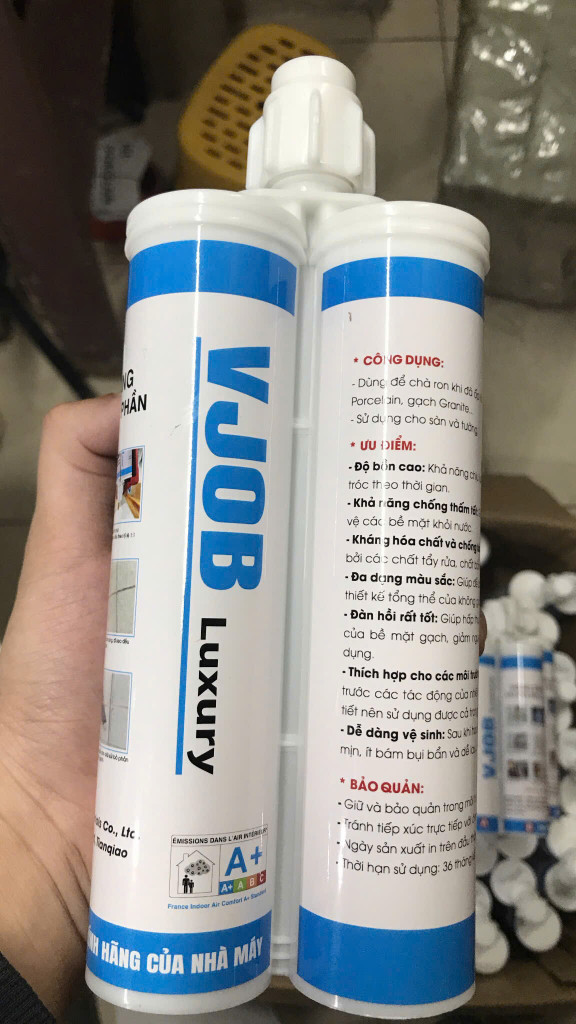 NG
PHẦN
VJOB
Luxury
Co., Ltd
Tianqiao
ÉMISSIONS DANS L'AIR INTÉRIEUR
A+
A+ A B C
France Indoor Air Comfort A+ Standard
HÃNG CỦA NHÀ MÁY
* CÔNG DỤNG:
- Dùng để chà ron khi đã
Porcelain, gạch Granite...
- Sử dụng cho sàn và tường
* ƯU ĐIỂM:
- Độ bền cao: Khả năng
tróc theo thời gian.
- Khả năng chống thấm tốt:
vệ các bề mặt khỏi nước
- Kháng hóa chất và chống
bởi các chất tẩy rửa, chất
- Đa dạng màu sắc: Giúp
thiết kế tổng thể của không
- Đàn hồi rất tốt: Giúp hấp
của bề mặt gạch, giảm
dụng.
- Thích hợp cho các môi trường
trước các tác động của
tiết nên sử dụng được cả
- Dễ dàng vệ sinh: Sau khi
mịn, ít bám bụi bẩn và dễ
* BẢO QUẢN:
- Giữ và bảo quản trong
- Tránh tiếp xúc trực tiếp với
- Ngày sản xuất in trên đầu
- Thời hạn sử dụng: 36 tháng
VJOB